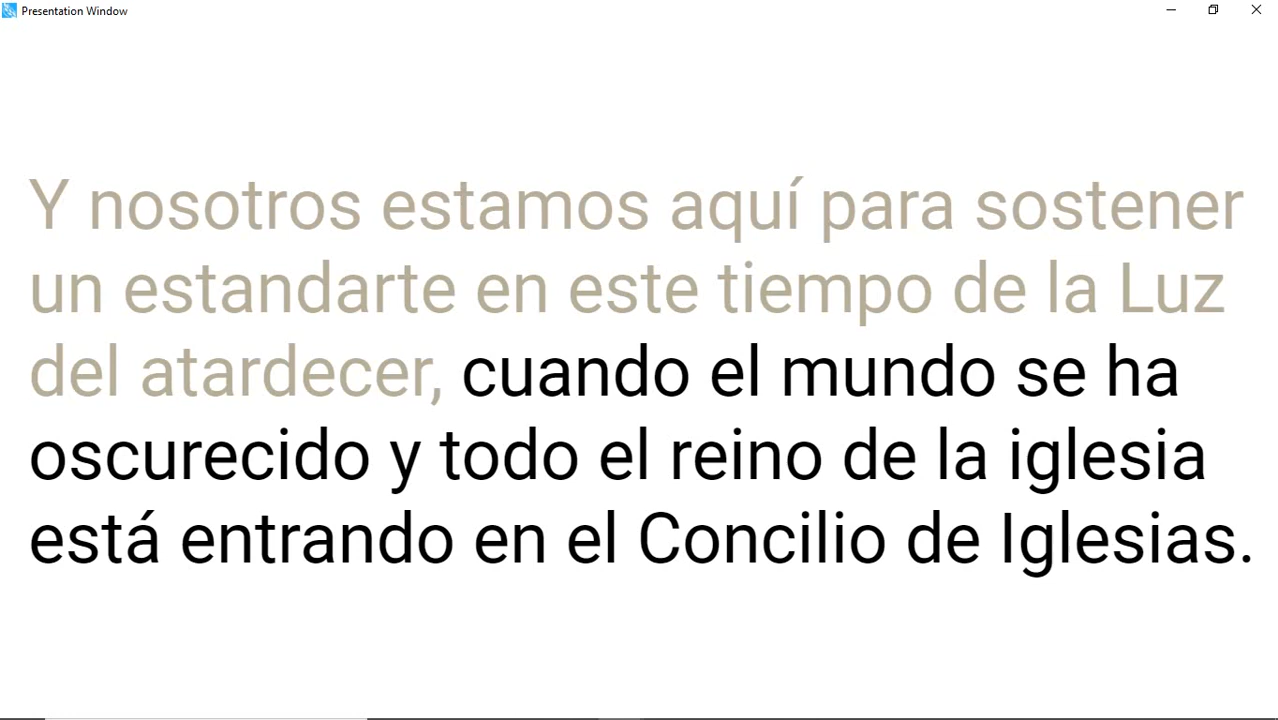 Presentation Window
Y nosotros estamos aquí para sostener
un estandarte en este tiempo de la Luz
del atardecer, cuando el mundo se ha
oscurecido y todo el reino de la iglesia
está entrando en el Concilio de Iglesias.